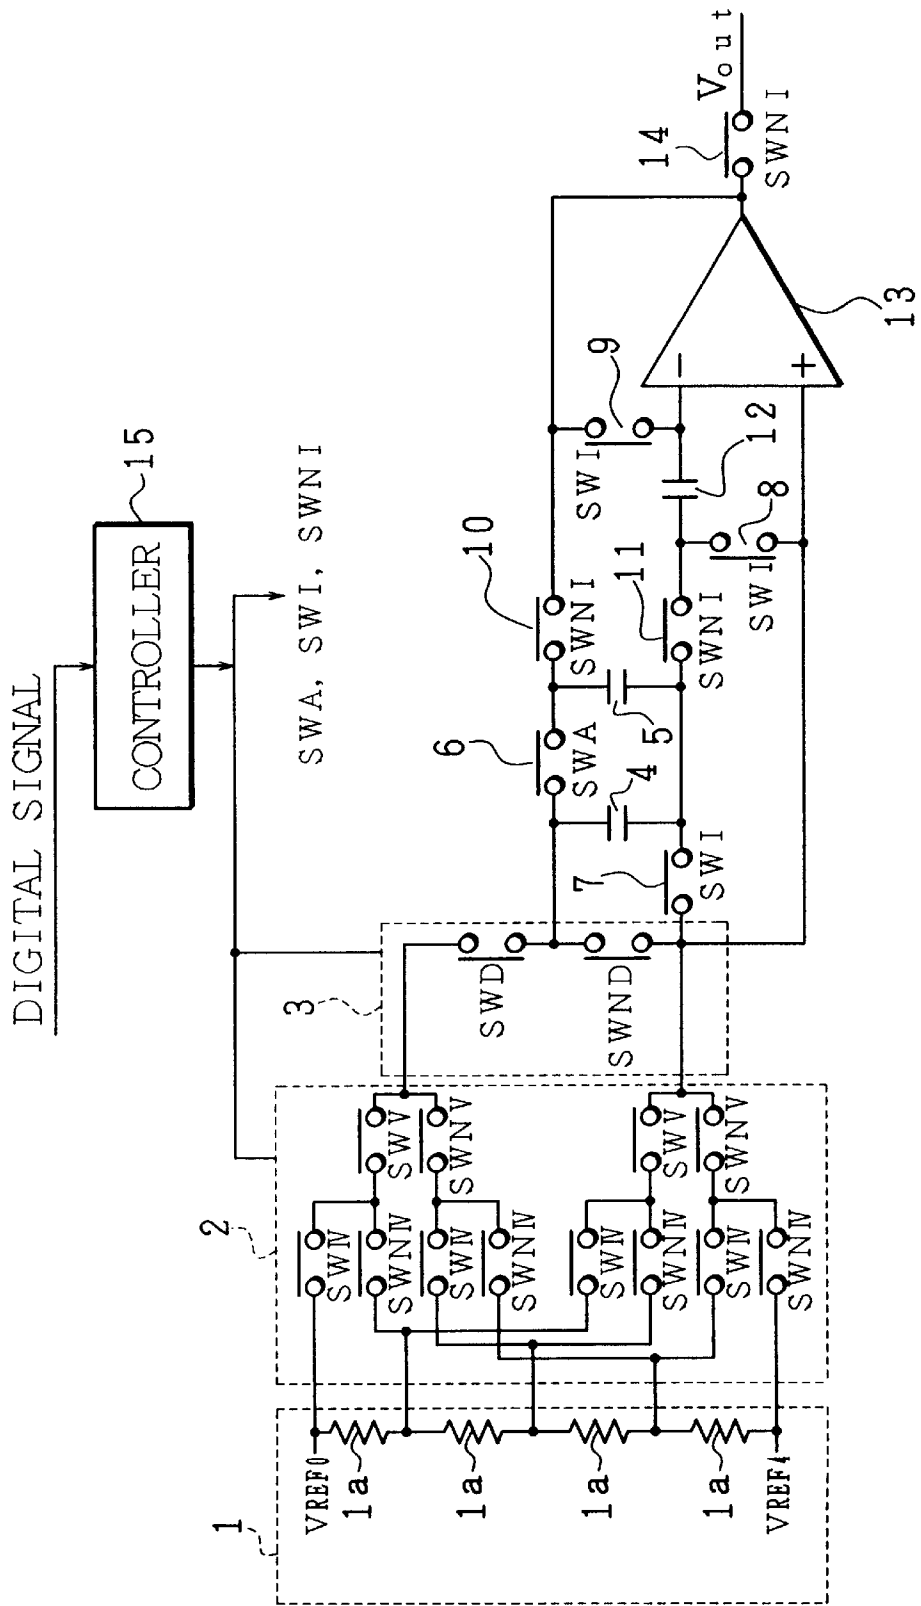 DIGITAL SIGNAL
CONTROLLER
15
SWA, SWI, SWNI
1
VREF0
1a
1a
1a
1a
VREF4
2
SWⅣ
SWNⅣ
SWⅣ
SWNⅣ
SWV
SWNV
SWⅣ
SWNⅣ
SWⅣ
SWNⅣ
SWV
SWNV
3
SWD
SWND
7
SWI
4
6
SWA
5
10
SWNI
11
SWNI
SWI
8
12
SWI
9
−
+
13
14
SWNI
Vout